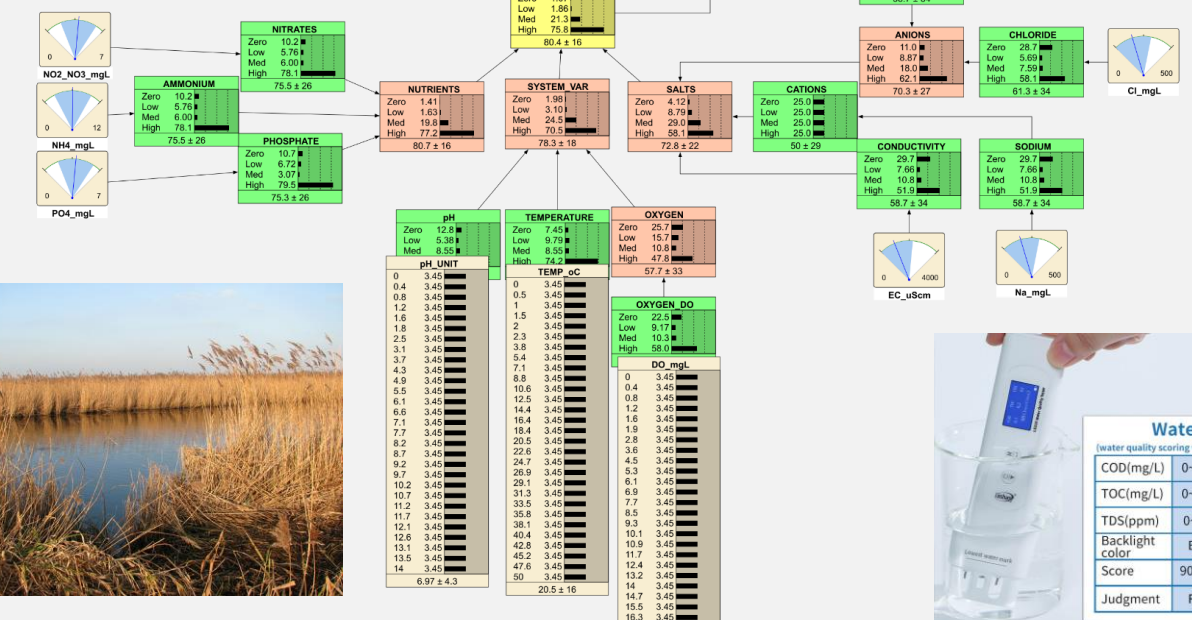 Low 1.86
Med 21.3
High 75.8
80.4 ± 16
NITRATES
Zero 10.2
Low 5.76
Med 6.00
High 78.1
75.5 ± 26
0 7
NO2_NO3_mgL
AMMONIUM
Zero 10.2
Low 5.76
Med 6.00
High 78.1
75.5 ± 26
0 12
NH4_mgL
PHOSPHATE
Zero 10.7
Low 6.72
Med 3.07
High 79.5
75.3 ± 26
0 7
PO4_mgL
NUTRIENTS
Zero 1.41
Low 1.63
Med 19.8
High 77.2
80.7 ± 16
SYSTEM_VAR
Zero 1.98
Low 3.10
Med 24.5
High 70.5
78.3 ± 18
SALTS
Zero 4.12
Low 8.79
Med 29.0
High 58.1
72.8 ± 22
CATIONS
Zero 25.0
Low 25.0
Med 25.0
High 25.0
50 ± 29
ANIONS
Zero 11.0
Low 8.87
Med 18.0
High 62.1
70.3 ± 27
CHLORIDE
Zero 28.7
Low 5.69
Med 7.59
High 58.1
61.3 ± 34
0 500
Cl_mgL
CONDUCTIVITY
Zero 29.7
Low 7.66
Med 10.8
High 51.9
58.7 ± 34
SODIUM
Zero 29.7
Low 7.66
Med 10.8
High 51.9
58.7 ± 34
0 4000
EC_uScm
0 500
Na_mgL
pH
Zero 12.8
Low 5.38
Med 8.55
TEMPERATURE
Zero 7.45
Low 9.79
Med 8.55
High 74.2
OXYGEN
Zero 25.7
Low 15.7
Med 10.8
High 47.8
57.7 ± 33
OXYGEN_DO
Zero 22.5
Low 9.17
Med 10.3
High 58.0
pH_UNIT
0 3.45
0.4 3.45
0.8 3.45
1.2 3.45
1.6 3.45
1.8 3.45
2.5 3.45
3.1 3.45
3.7 3.45
4.3 3.45
4.9 3.45
5.5 3.45
6.1 3.45
6.6 3.45
7.1 3.45
7.7 3.45
8.2 3.45
8.7 3.45
9.2 3.45
9.7 3.45
10.2 3.45
10.7 3.45
11.2 3.45
11.7 3.45
12.1 3.45
12.6 3.45
13.1 3.45
13.5 3.45
14 3.45
6.97 ± 4.3
TEMP_oC
0 3.45
0.5 3.45
1 3.45
1.5 3.45
2 3.45
2.3 3.45
3.8 3.45
5.4 3.45
7.1 3.45
8.8 3.45
10.6 3.45
12.5 3.45
14.4 3.45
16.4 3.45
18.4 3.45
20.5 3.45
22.6 3.45
24.7 3.45
26.9 3.45
29.1 3.45
31.3 3.45
33.5 3.45
35.8 3.45
38.1 3.45
40.4 3.45
42.8 3.45
45.2 3.45
47.6 3.45
50 3.45
20.5 ± 16
DO_mgL
0 3.45
0.4 3.45
0.8 3.45
1.2 3.45
1.6 3.45
1.9 3.45
2.8 3.45
3.6 3.45
4.5 3.45
5.3 3.45
6.1 3.45
6.9 3.45
7.7 3.45
8.5 3.45
9.3 3.45
10.1 3.45
10.9 3.45
11.7 3.45
12.4 3.45
13.2 3.45
14 3.45
14.7 3.45
15.5 3.45
16.3 3.45
Wate
(water quality scoring
COD(mg/L) 0
TOC(mg/L) 0
TDS(ppm) 0
Backlight
color
Score 90
Judgment